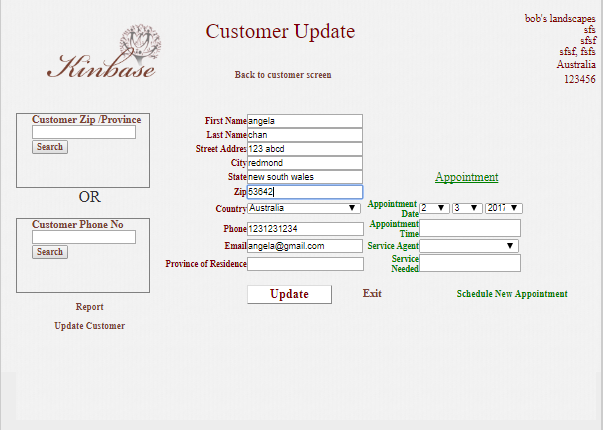 Kinbase
Customer Update
Back to customer screen
bob's landscapes
sfs
sfsf
sfsf, fsfs
Australia
123456
Customer Zip /Province
Search
OR
Customer Phone No
Search
Report
Update Customer
First Name angela
Last Name chan
Street Addres 123 abcd
City redmond
State new south wales
Zip 53642
Country Australia
Phone 1231231234
Email angela@gmail.com
Province of Residence
Update Exit
Appointment
Appointment
Date 2 3 2017
Appointment
Time
Service Agent
Service
Needed
Schedule New Appointment